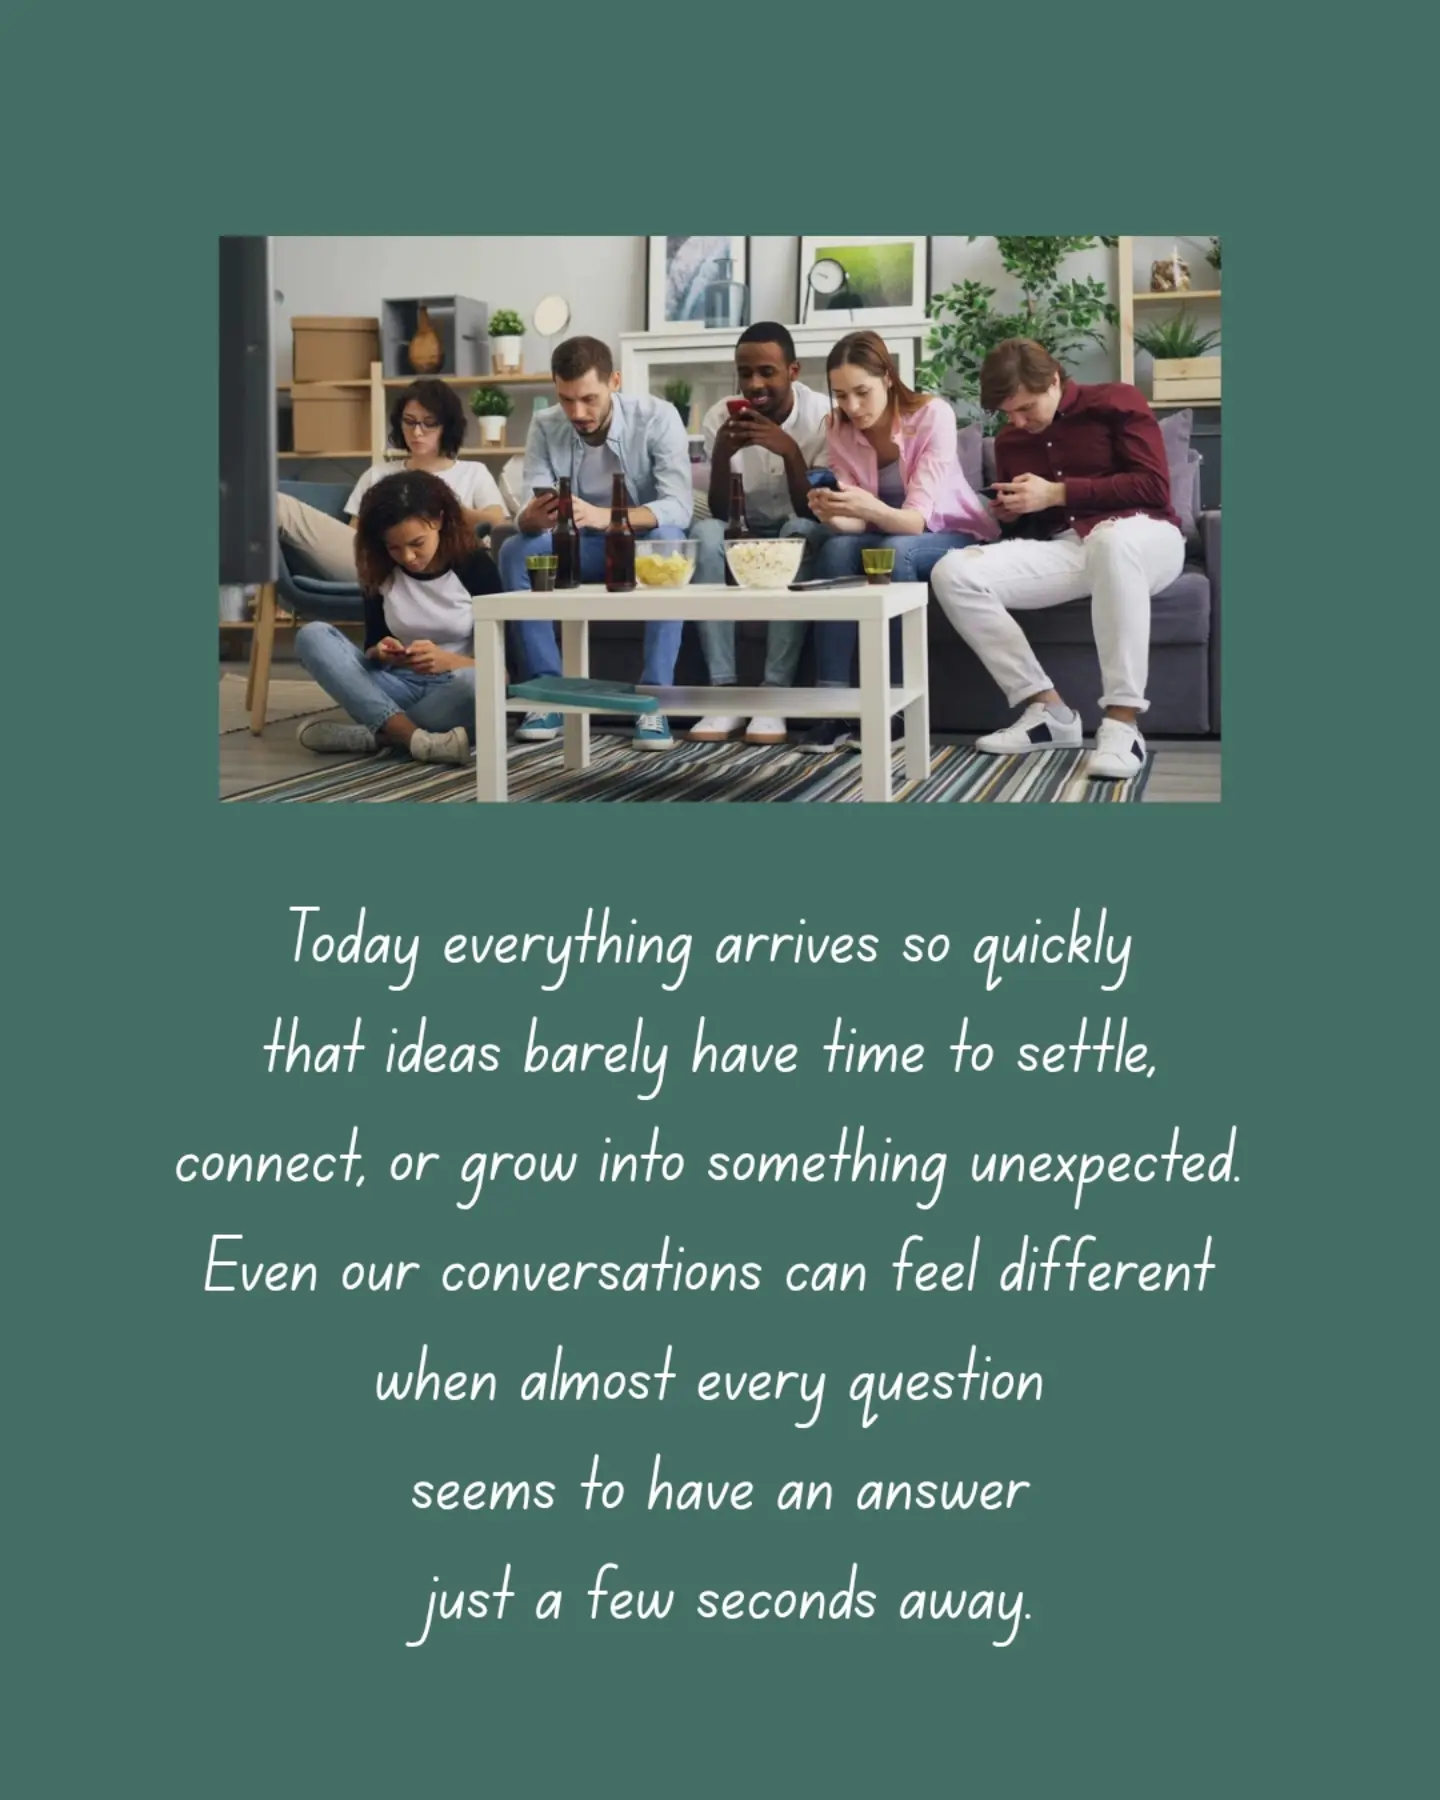 Today everything arrives so quickly
that ideas barely have time to settle,
connect, or grow into something unexpected.
Even our conversations can feel different
when almost every question
seems to have an answer
just a few seconds away.